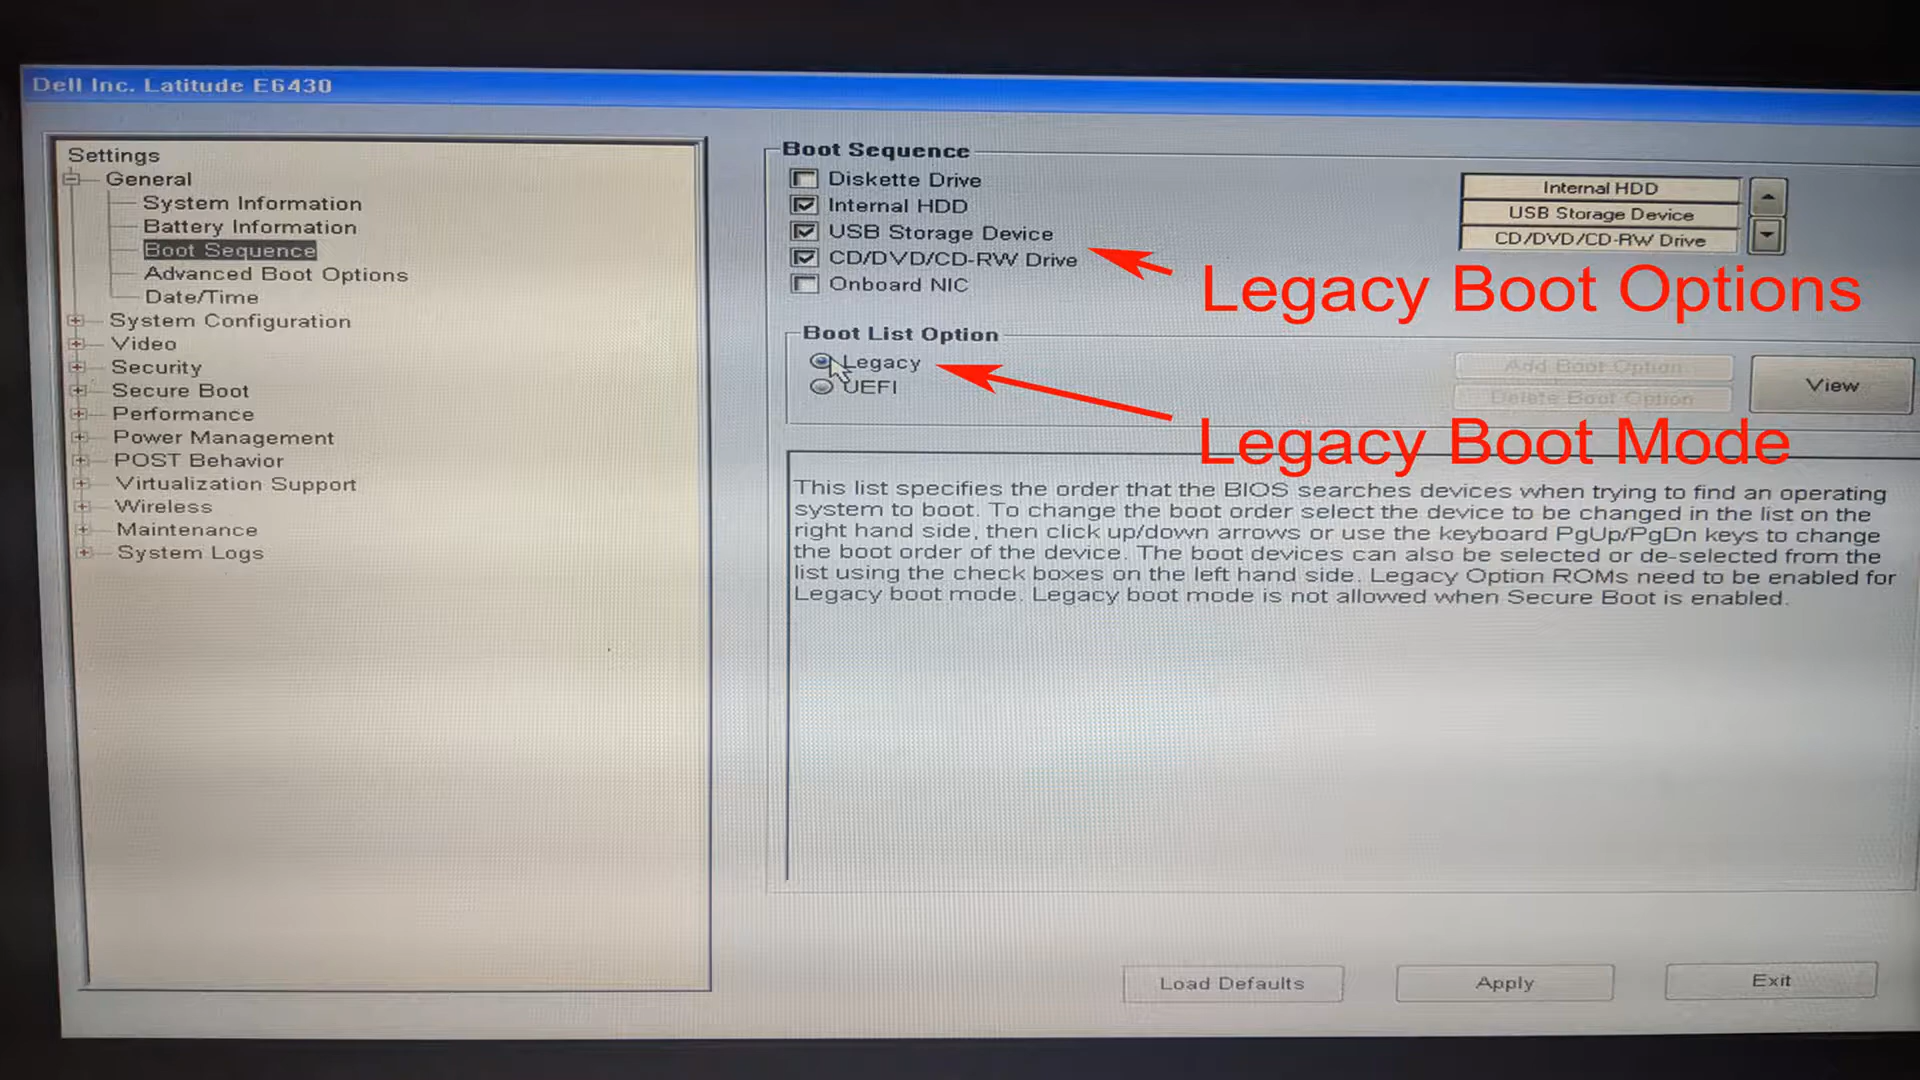 Dell Inc. Latitude E6430
Settings
General
System Information
Battery Information
Boot Sequence
Advanced Boot Options
Date/Time
System Configuration
Video
Security
Secure Boot
Performance
Power Management
POST Behavior
Virtualization Support
Wireless
Maintenance
System Logs
Boot Sequence
Diskette Drive
Internal HDD
USB Storage Device
CD/DVD/CD-RW Drive
Onboard NIC
Internal HDD
USB Storage Device
CD/DVD/CD-RW Drive
Legacy Boot Options
Boot List Option
Legacy
UEFI
Add Boot Option
Delete Boot Option
View
Legacy Boot Mode
This list specifies the order that the BIOS searches devices when trying to find an operating
system to boot. To change the boot order select the device to be changed in the list on the
right hand side, then click up/down arrows or use the keyboard PgUp/PgDn keys to change
the boot order of the device. The boot devices can also be selected or de-selected from the
list using the check boxes on the left hand side. Legacy Option ROMs need to be enabled for
Legacy boot mode. Legacy boot mode is not allowed when Secure Boot is enabled.
Load Defaults
Apply
Exit